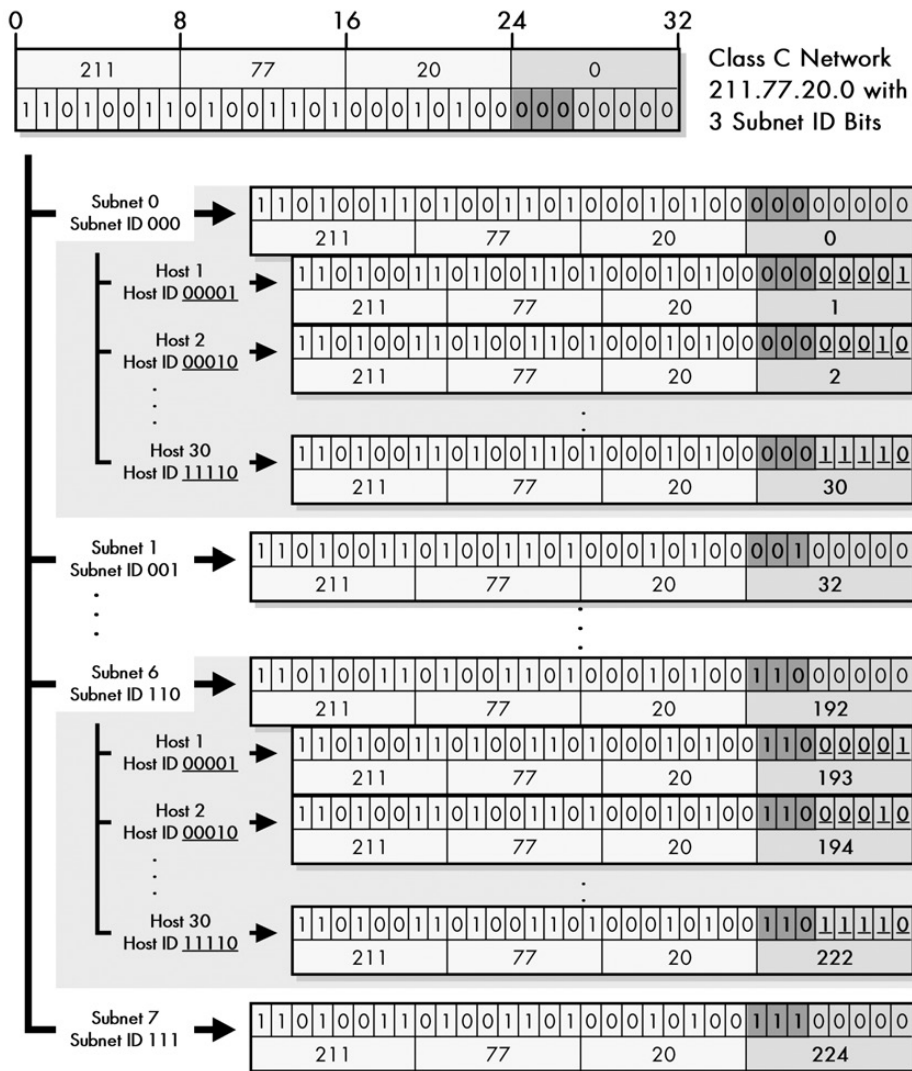 0 8 16 24 32
211 77 20 0
1 1 0 1 0 0 1 1 0 1 0 0 1 1 0 1 0 0 0 1 0 1 0 0 0 0 0 0 0 0 0 0
Class C Network
211.77.20.0 with
3 Subnet ID Bits
Subnet 0
Subnet ID 000
1 1 0 1 0 0 1 1 0 1 0 0 1 1 0 1 0 0 0 1 0 1 0 0 0 0 0 0 0 0 0 0
211 77 20 0
Host 1
Host ID 00001
1 1 0 1 0 0 1 1 0 1 0 0 1 1 0 1 0 0 0 1 0 1 0 0 0 0 0 0 0 0 0 1
211 77 20 1
Host 2
Host ID 00010
1 1 0 1 0 0 1 1 0 1 0 0 1 1 0 1 0 0 0 1 0 1 0 0 0 0 0 0 0 0 1 0
211 77 20 2
Host 30
Host ID 11110
1 1 0 1 0 0 1 1 0 1 0 0 1 1 0 1 0 0 0 1 0 1 0 0 0 0 0 1 1 1 1 0
211 77 20 30
Subnet 1
Subnet ID 001
1 1 0 1 0 0 1 1 0 1 0 0 1 1 0 1 0 0 0 1 0 1 0 0 0 0 1 0 0 0 0 0
211 77 20 32
Subnet 6
Subnet ID 110
1 1 0 1 0 0 1 1 0 1 0 0 1 1 0 1 0 0 0 1 0 1 0 0 1 1 0 0 0 0 0 0
211 77 20 192
Host 1
Host ID 00001
1 1 0 1 0 0 1 1 0 1 0 0 1 1 0 1 0 0 0 1 0 1 0 0 1 1 0 0 0 0 0 1
211 77 20 193
Host 2
Host ID 00010
1 1 0 1 0 0 1 1 0 1 0 0 1 1 0 1 0 0 0 1 0 1 0 0 1 1 0 0 0 0 1 0
211 77 20 194
Host 30
Host ID 11110
1 1 0 1 0 0 1 1 0 1 0 0 1 1 0 1 0 0 0 1 0 1 0 0 1 1 0 1 1 1 1 0
211 77 20 222
Subnet 7
Subnet ID 111
1 1 0 1 0 0 1 1 0 1 0 0 1 1 0 1 0 0 0 1 0 1 0 0 1 1 1 0 0 0 0 0
211 77 20 224